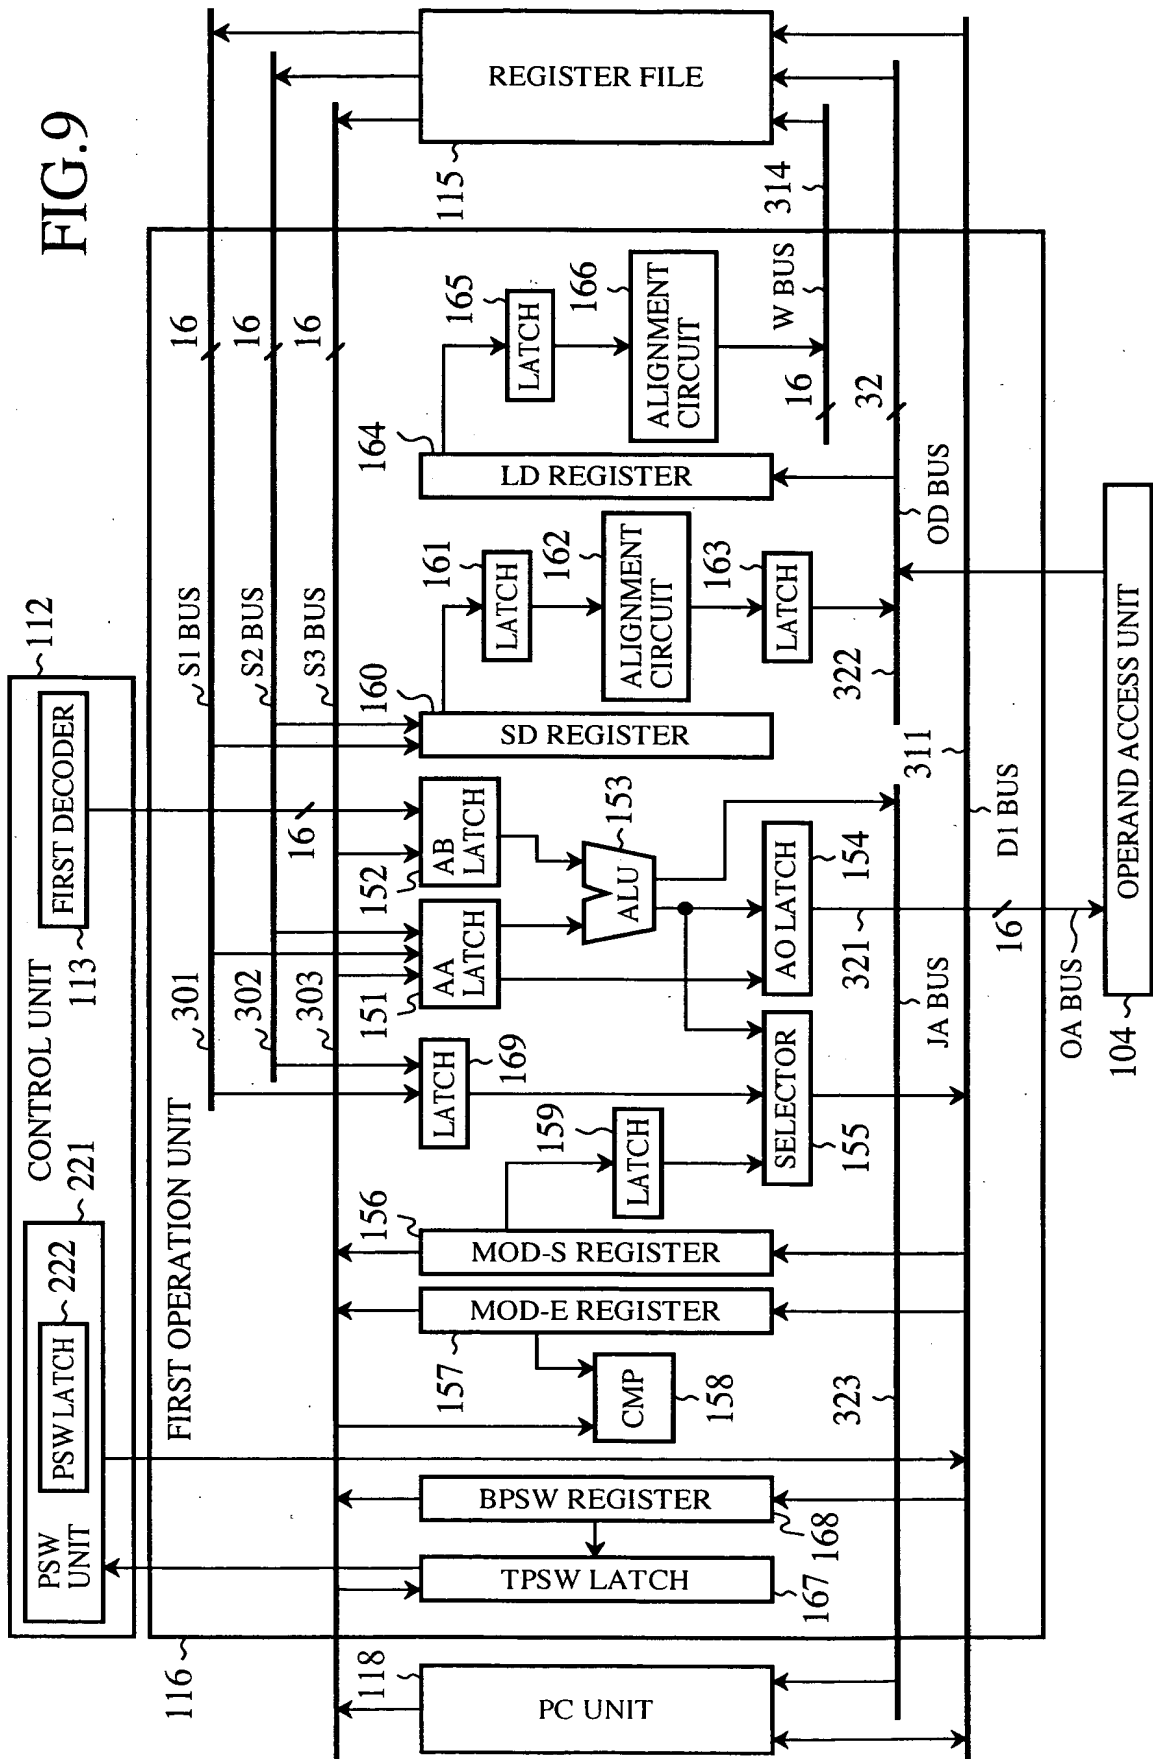 FIG.9
112
CONTROL UNIT
221
PSW UNIT
PSW LATCH
222
FIRST DECODER
113
116
FIRST OPERATION UNIT
301
302
303
S1 BUS
S2 BUS
S3 BUS
16
16
16
118
PC UNIT
TPSW LATCH
167
BPSW REGISTER
168
CMP
158
157
MOD-E REGISTER
156
MOD-S REGISTER
159
LATCH
LATCH
169
SELECTOR
155
151
AA
LATCH
152
AB
LATCH
16
ALU
153
AO LATCH
154
160
SD REGISTER
161
LATCH
162
ALIGNMENT
CIRCUIT
163
LATCH
164
LD REGISTER
165
LATCH
166
ALIGNMENT
CIRCUIT
115
REGISTER FILE
W BUS
314
16
32
OD BUS
322
323
JA BUS
321
311
D1 BUS
16
OA BUS
104
OPERAND ACCESS UNIT